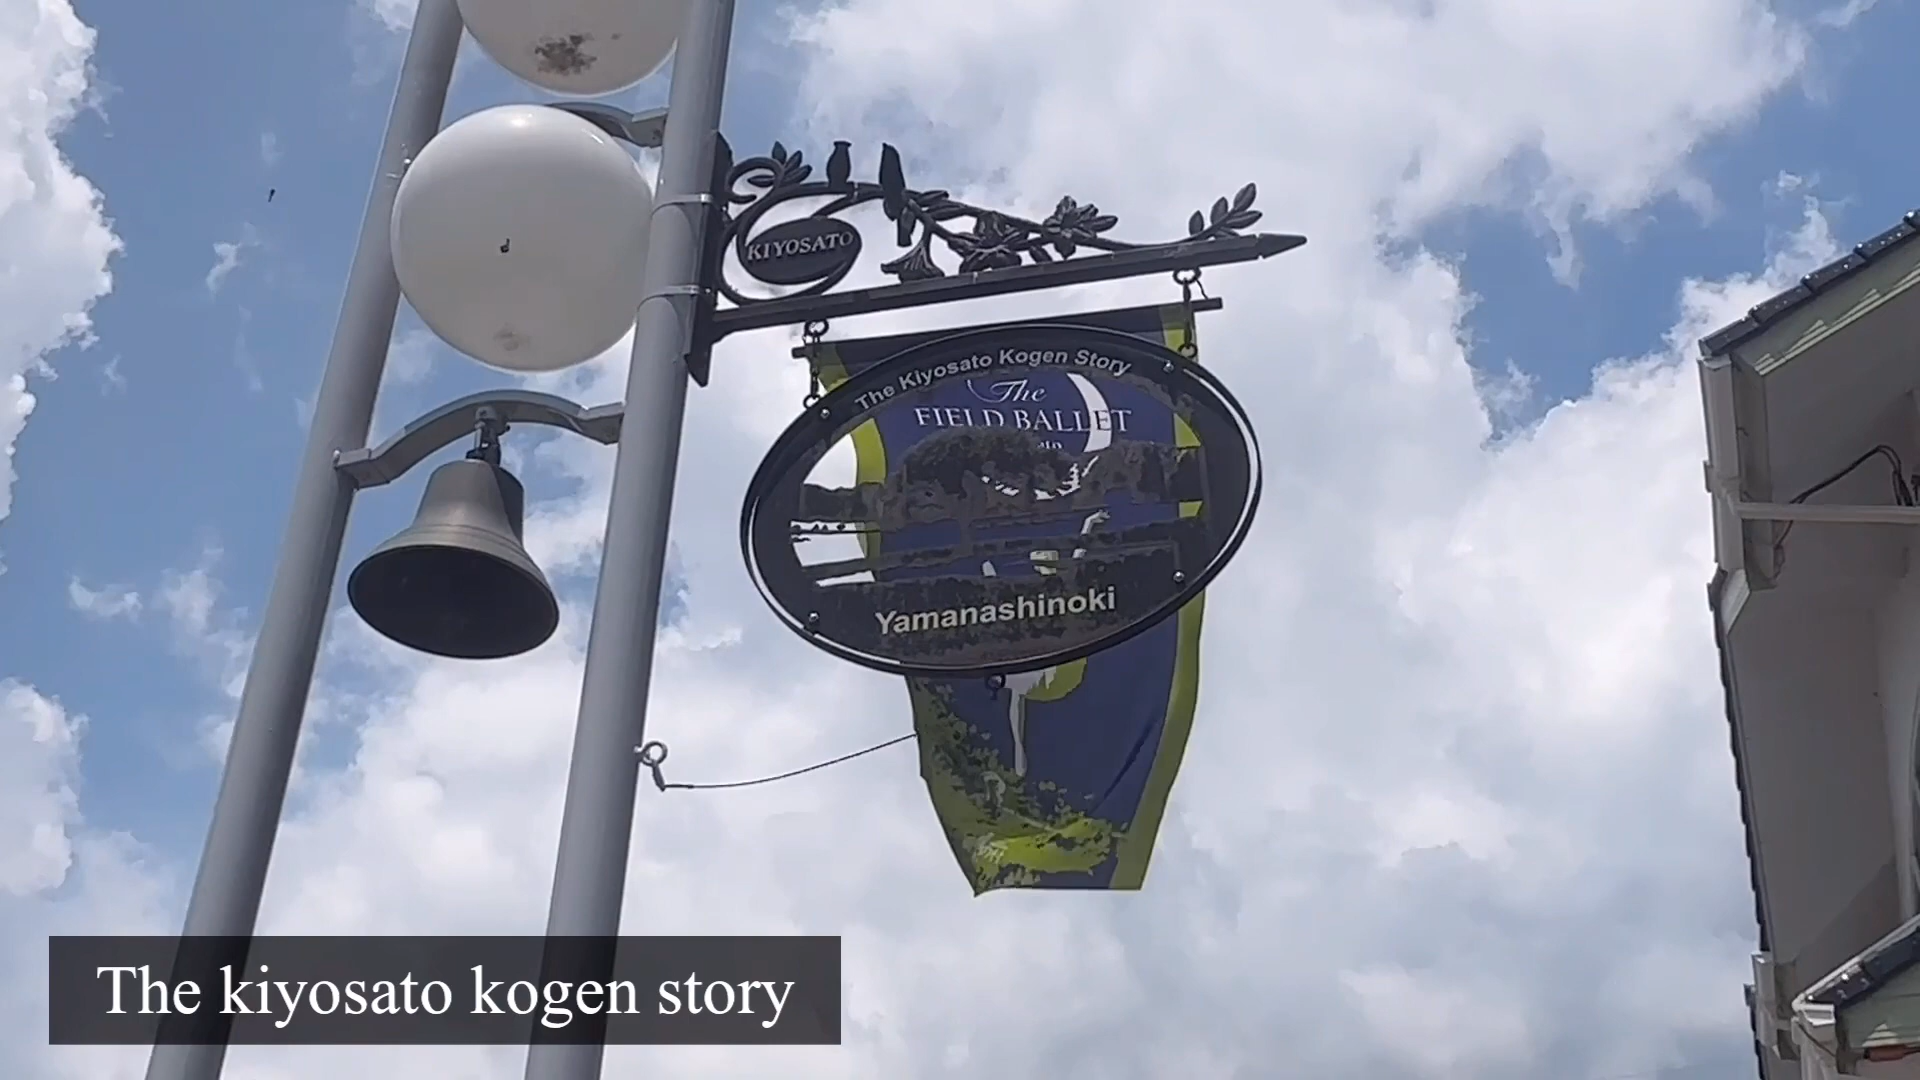 KIYOSATO
The Kiyosato Kogen Story
The
FIELD BALLET
Yamanashinoki
The kiyosato kogen story